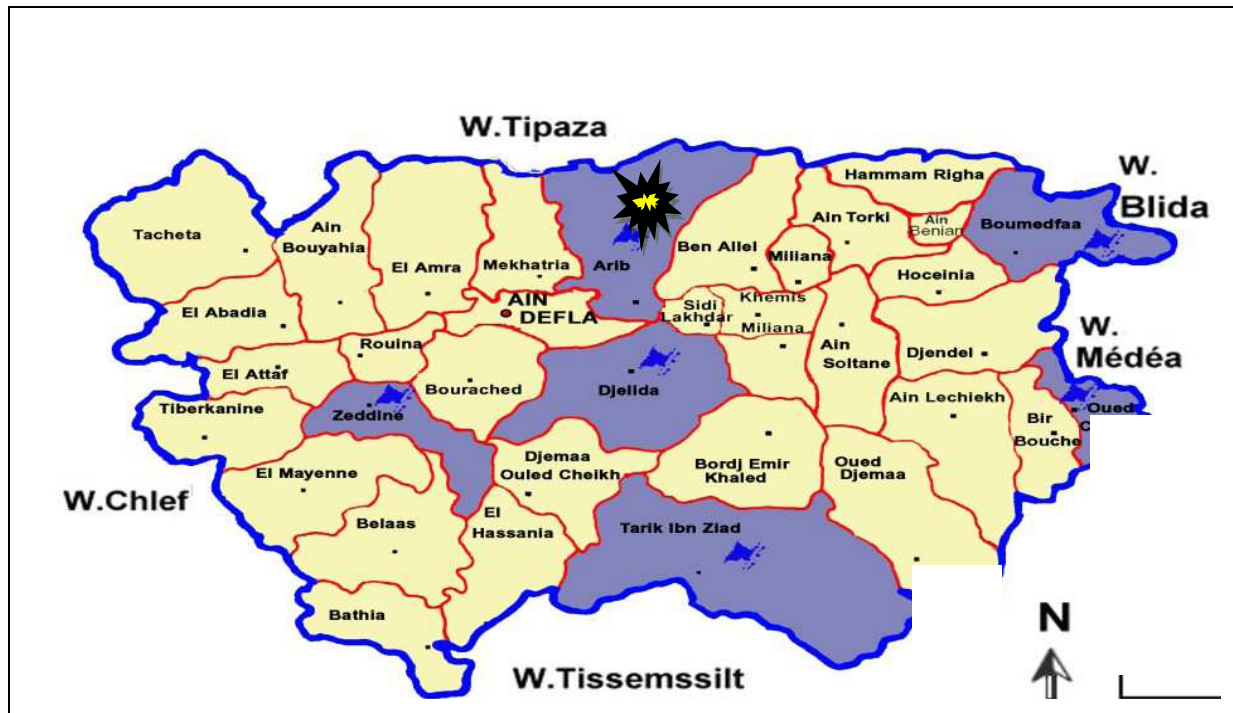 W.Tipaza
W.
Blida
Hammam Righa
Ain
Benian
Boumedfaa
Ain Torki
Tacheta
Ain
Bouyahia
El Amra
Mekhatria
Arib
Ben Allel
Miliana
Hoceinia
El Abadia
AIN
DEFLA
Sidi
Lakhdar
Khemis
Miliana
Ain
Soltane
Djendel
W.
Médéa
Rouina
El Attaf
Bourached
Djelida
Tiberkanine
Zeddine
Ain Lechiekh
Bir
Bouche
Oued
C
El Mayenne
Djemaa
Ouled Cheikh
Bordj Emir
Khaled
Oued
Djemaa
W.Chlef
Belaas
El
Hassania
Tarik Ibn Ziad
Bathia
W.Tissemssilt
N